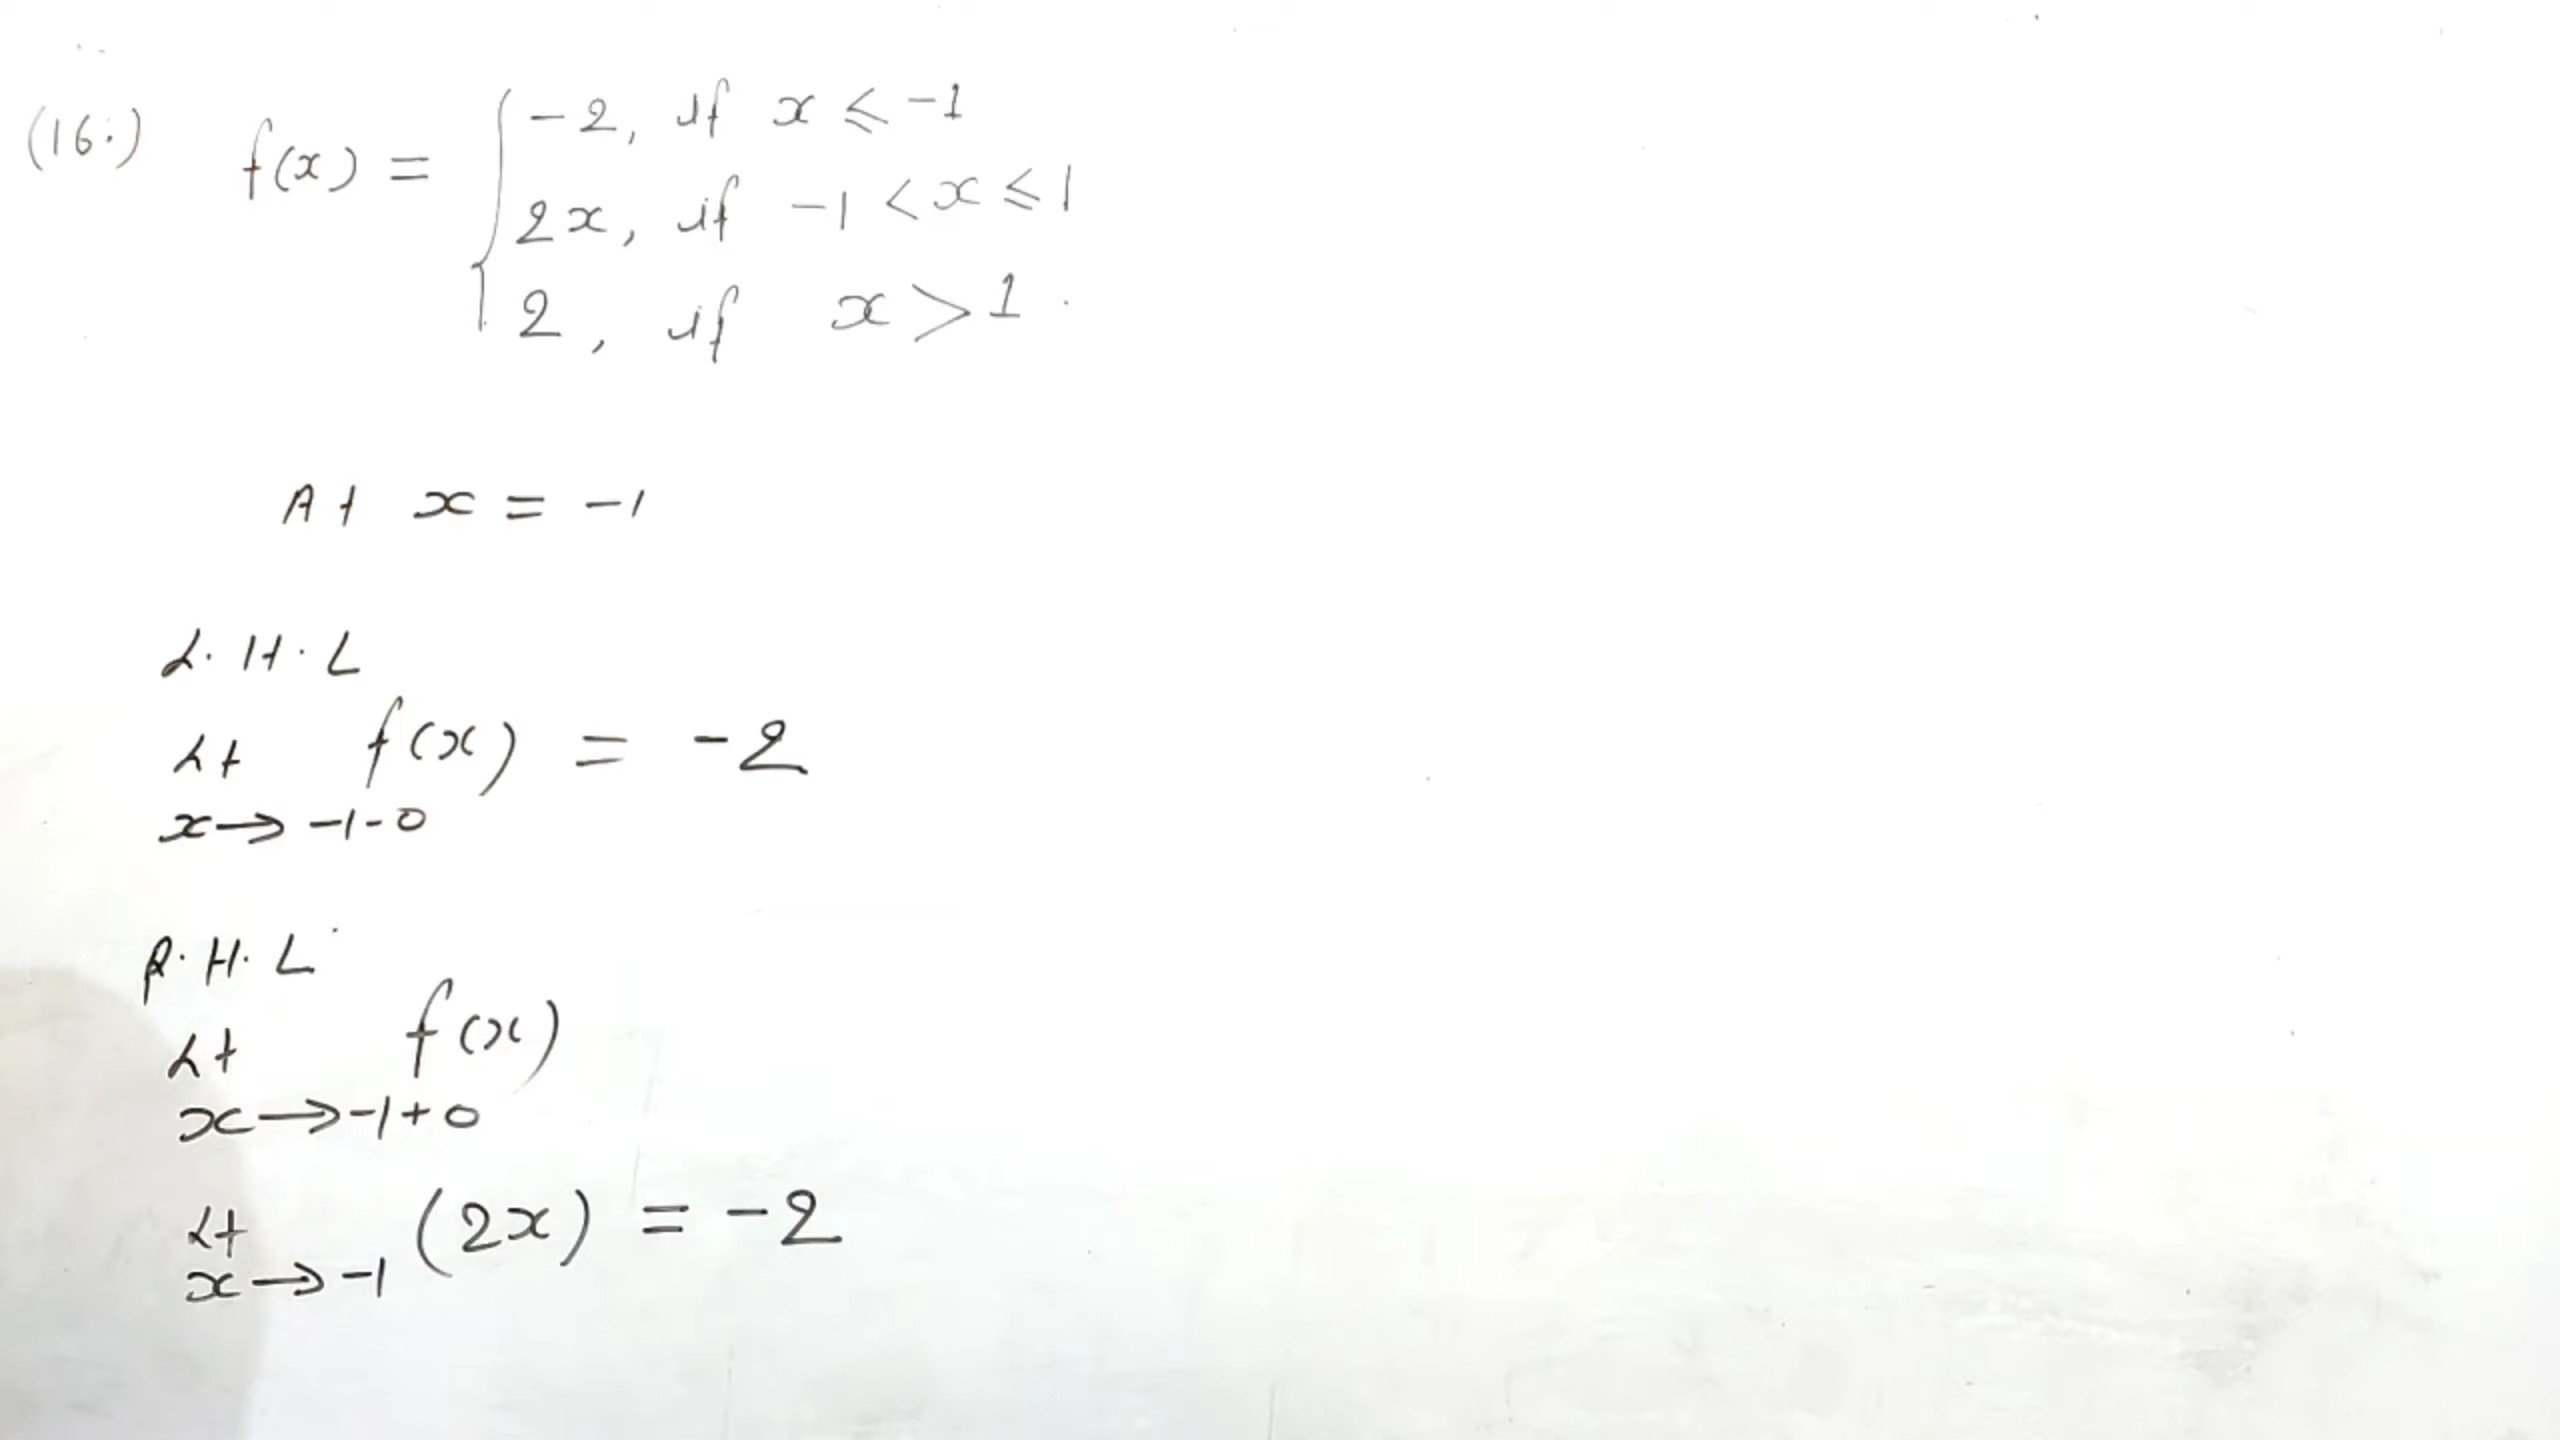 (16.) f(x) = { -2, if x ⩽ -1
2x, if -1 < x ⩽ 1
2, if x > 1.
At x = -1
L.H.L
Lt f(x) = -2
x → -1-0
R.H.L
Lt f(x)
x → -1+0
Lt (2x) = -2
x → -1